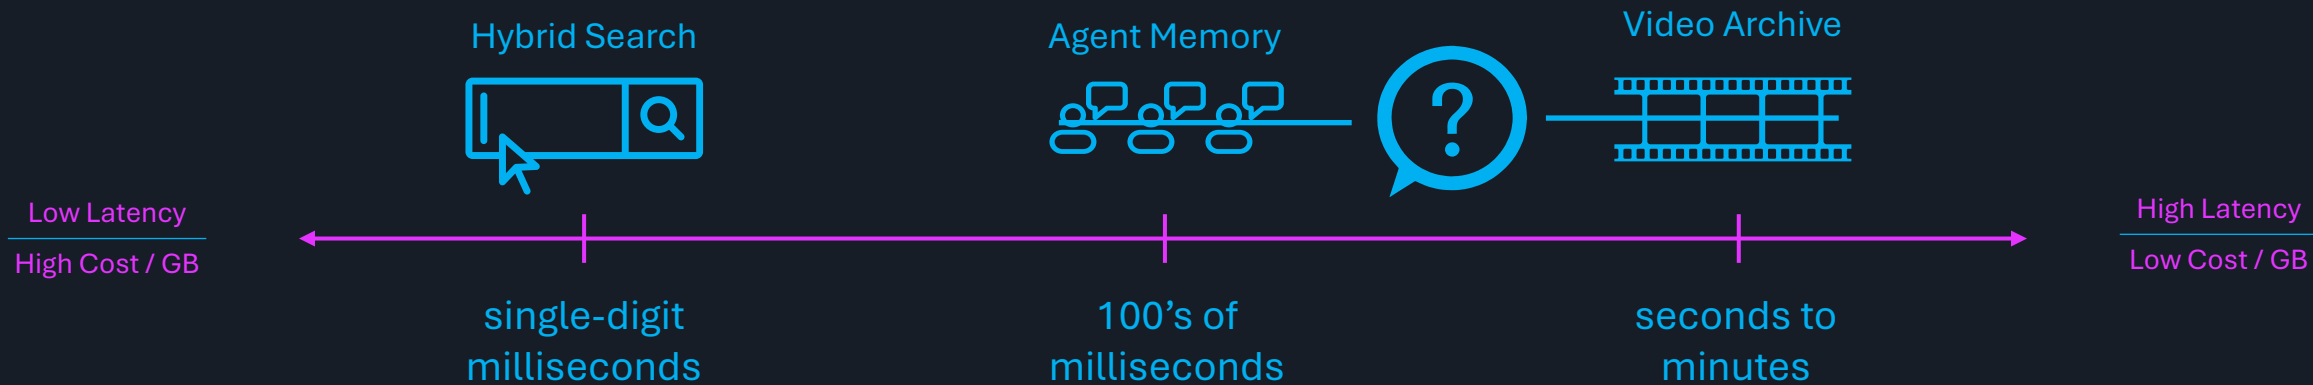 Hybrid Search
Agent Memory
Video Archive
?
Low Latency
High Cost / GB
High Latency
Low Cost / GB
single-digit
milliseconds
100’s of
milliseconds
seconds to
minutes